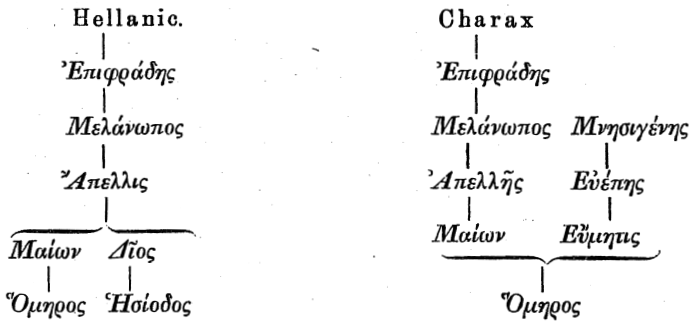 Hellanic. Charax
Ἐπιφράδης Ἐπιφράδης
Μελάνωπος Μελάνωπος Μνησιγένης
Ἄπελλις Ἀπελλῆς Εὐέπης
Μαίων Δῖος Μαίων Εὔμητις
Ὅμηρος Ἡσίοδος Ὅμηρος